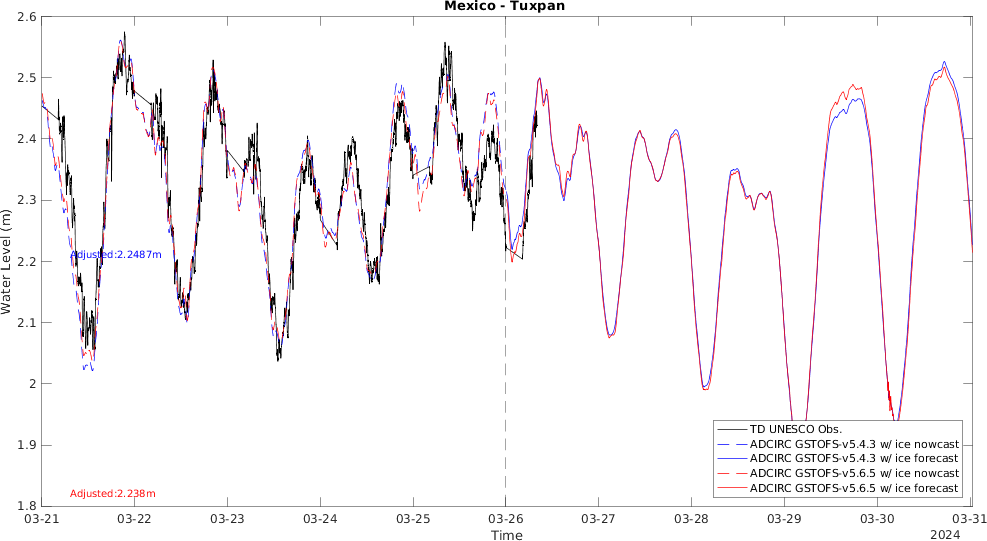 Mexico - Tuxpan
2.6
2.5
2.4
2.3
2.2
2.1
2
1.9
1.8
Water Level (m)
Adjusted:2.2487m
Adjusted:2.238m
TD UNESCO Obs.
ADCIRC GSTOFS-v5.4.3 w/ ice nowcast
ADCIRC GSTOFS-v5.4.3 w/ ice forecast
ADCIRC GSTOFS-v5.6.5 w/ ice nowcast
ADCIRC GSTOFS-v5.6.5 w/ ice forecast
03-21 03-22 03-23 03-24 03-25 03-26 03-27 03-28 03-29 03-30 03-31
Time
2024